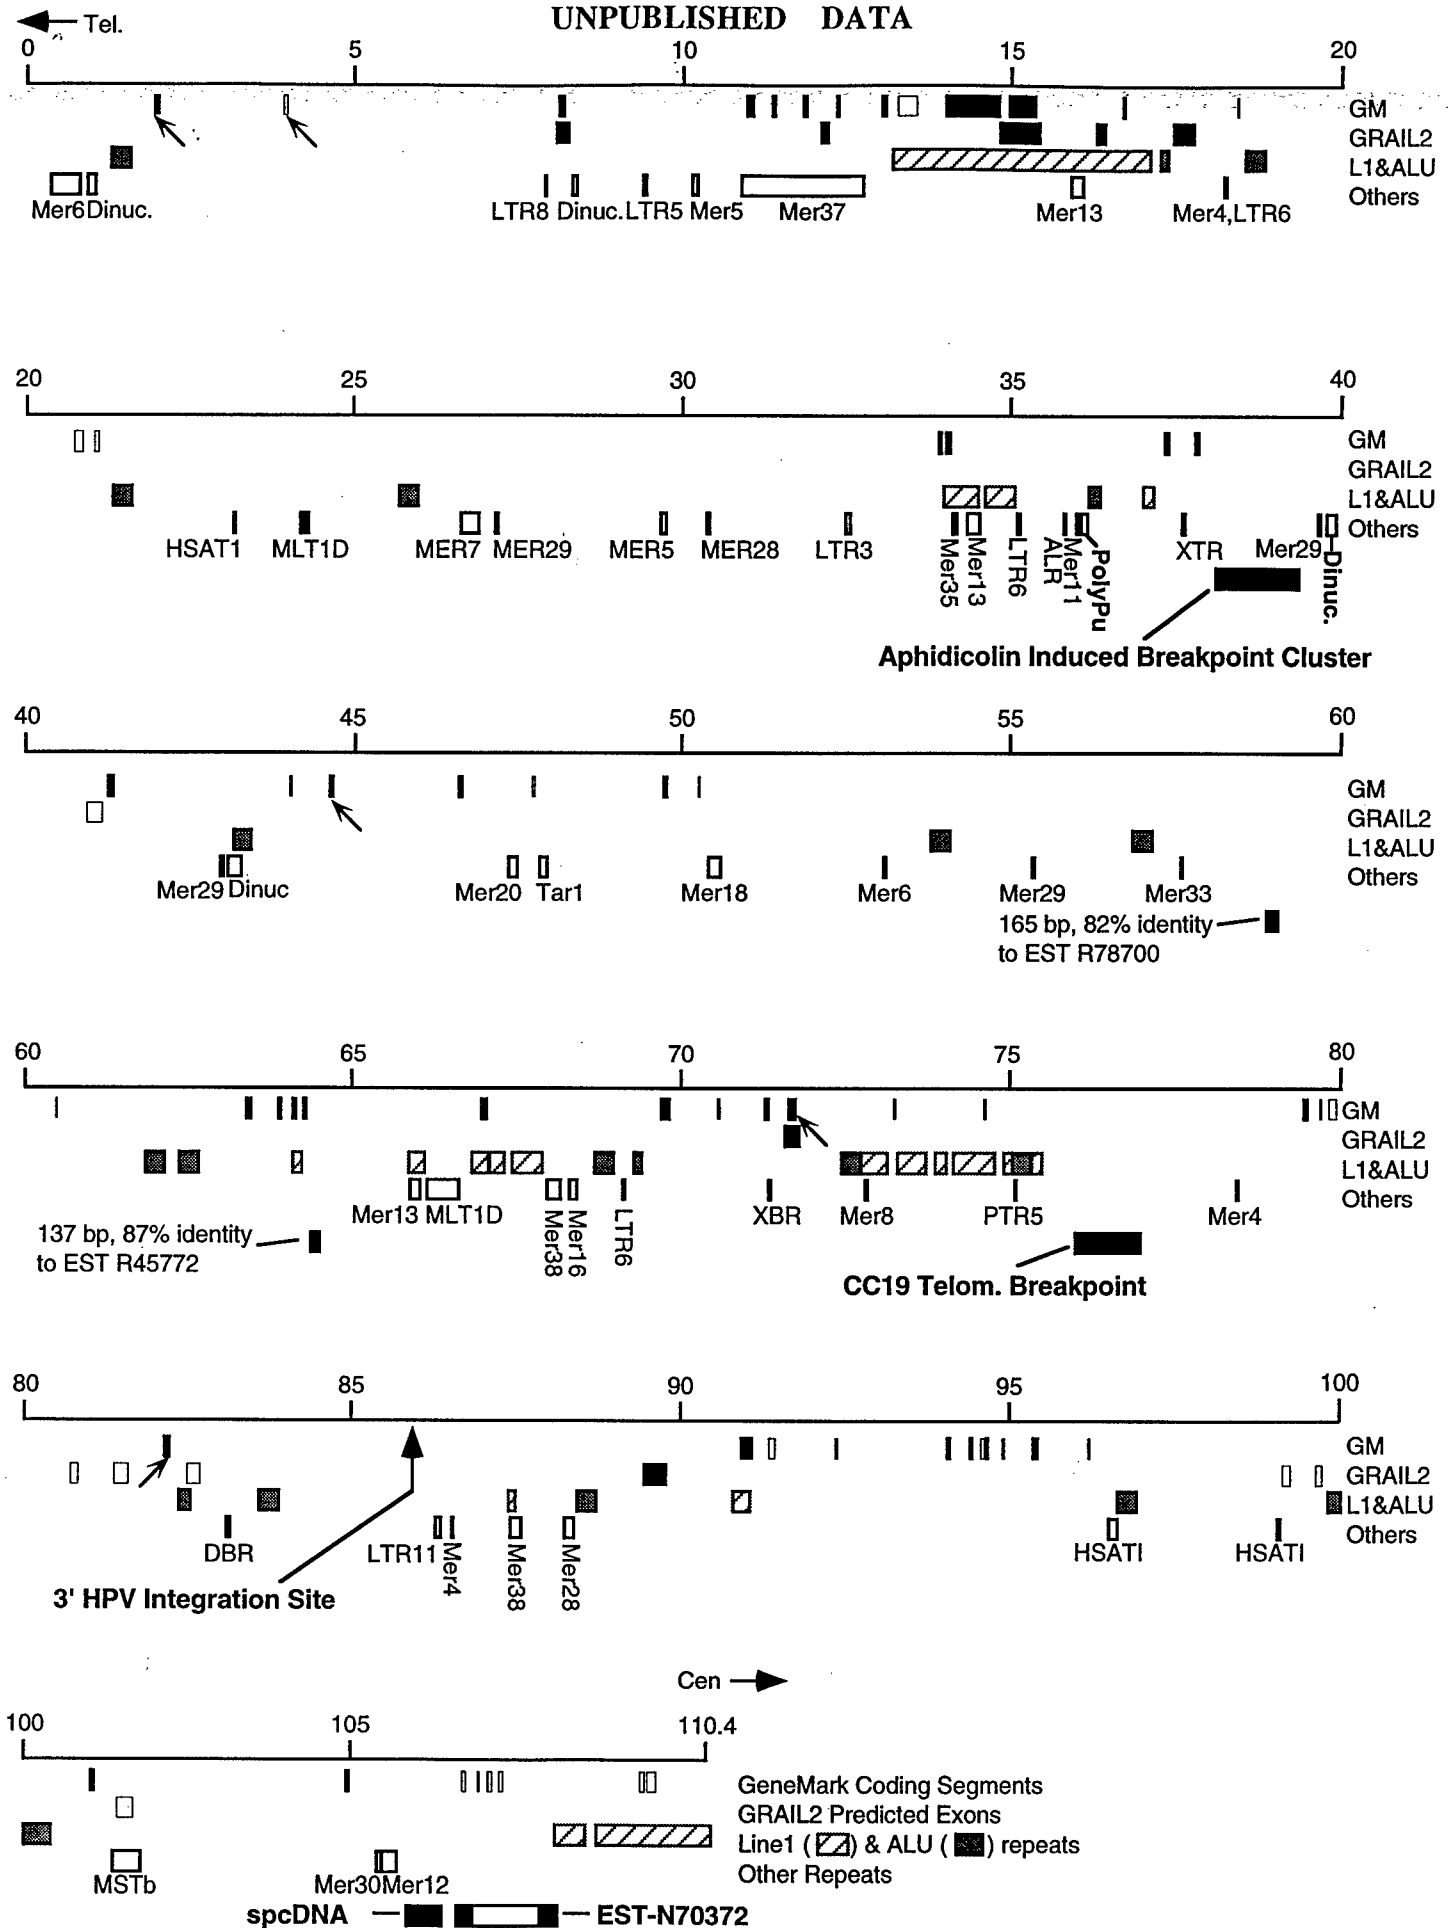 UNPUBLISHED DATA
Tel.
0 5 10 15 20
GM
GRAIL2
L1&ALU
Others
Mer6 Dinuc. LTR8 Dinuc. LTR5 Mer5 Mer37 Mer13 Mer4,LTR6
20 25 30 35 40
GM
GRAIL2
L1&ALU
Others
HSAT1 MLT1D MER7 MER29 MER5 MER28 LTR3 Mer35 Mer13 LTR6 ALR Mer11 PolyPu XTR Mer29 Dinuc.
Aphidicolin Induced Breakpoint Cluster
40 45 50 55 60
GM
GRAIL2
L1&ALU
Others
Mer29 Dinuc Mer20 Tar1 Mer18 Mer6 Mer29 Mer33
165 bp, 82% identity
to EST R78700
60 65 70 75 80
GM
GRAIL2
L1&ALU
Others
Mer13 MLT1D Mer38 Mer16 LTR6 XBR Mer8 PTR5 Mer4
137 bp, 87% identity
to EST R45772
CC19 Telom. Breakpoint
80 85 90 95 100
GM
GRAIL2
L1&ALU
Others
DBR LTR11 Mer4 Mer38 Mer28 HSATI HSATI
3' HPV Integration Site
Cen
100 105 110.4
GeneMark Coding Segments
GRAIL2 Predicted Exons
Line1 ( ) & ALU ( ) repeats
Other Repeats
MSTb Mer30 Mer12
spcDNA EST-N70372